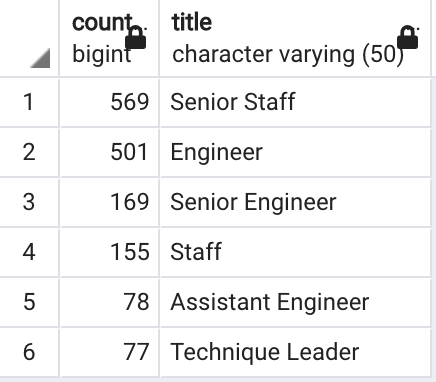 count title
bigint character varying (50)
1 569 Senior Staff
2 501 Engineer
3 169 Senior Engineer
4 155 Staff
5 78 Assistant Engineer
6 77 Technique Leader